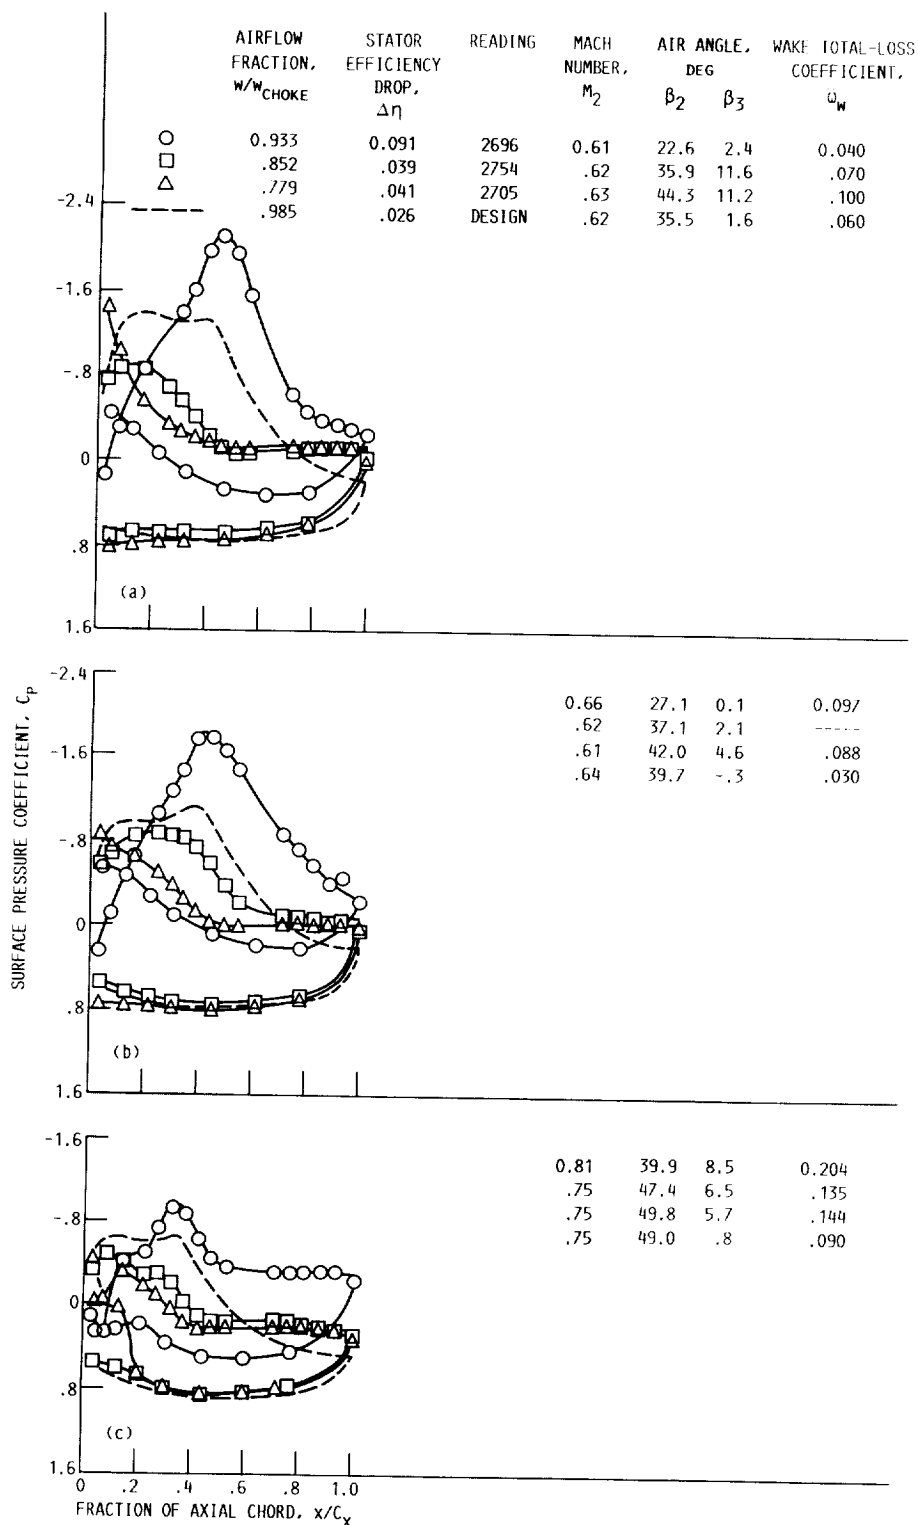 AIRFLOW FRACTION, W/W_CHOKE STATOR EFFICIENCY DROP, Δη READING MACH NUMBER, M₂ AIR ANGLE, DEG β₂ β₃ WAKE TOTAL-LOSS COEFFICIENT, ω̄_W
0.933 0.091 2696 0.61 22.6 2.4 0.040
.852 .039 2754 .62 35.9 11.6 .070
.779 .041 2705 .63 44.3 11.2 .100
.985 .026 DESIGN .62 35.5 1.6 .060
-2.4
-1.6
-.8
0
.8
1.6
(a)
SURFACE PRESSURE COEFFICIENT, Cp
-2.4
-1.6
-.8
0
.8
1.6
(b)
0.66 27.1 0.1 0.097
.62 37.1 2.1 -----
.61 42.0 4.6 .088
.64 39.7 -.3 .030
-1.6
-.8
0
.8
1.6
(c)
0.81 39.9 8.5 0.204
.75 47.4 6.5 .135
.75 49.8 5.7 .144
.75 49.0 .8 .090
0 .2 .4 .6 .8 1.0
FRACTION OF AXIAL CHORD, x/Cx